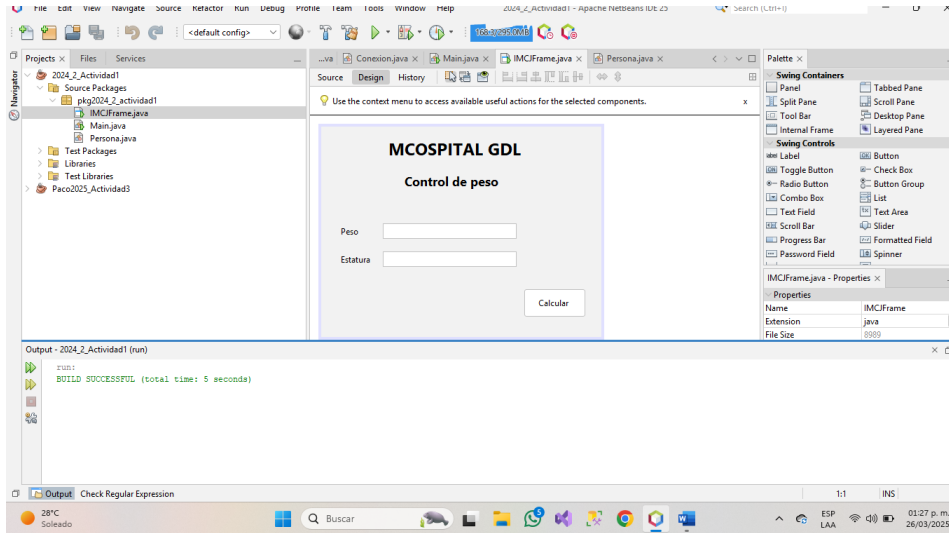 File Edit View Navigate Source Refactor Run Debug Profile Team Tools Window Help
2024_2_Actividad1 - Apache NetBeans IDE 25
Search (Ctrl+I)
<default config>
168.3/295.0MB
Projects
Files
Services
...va
Conexion.java
Main.java
IMCJFrame.java
Persona.java
Palette
Navigator
Source
Design
History
2024_2_Actividad1
Source Packages
pkg2024_2_actividad1
IMCJFrame.java
Main.java
Persona.java
Test Packages
Libraries
Test Libraries
Paco2025_Actividad3
Use the context menu to access available useful actions for the selected components.
x
MCOSPITAL GDL
Control de peso
Peso
Estatura
Calcular
Swing Containers
Panel
Tabbed Pane
Split Pane
Scroll Pane
Tool Bar
Desktop Pane
Internal Frame
Layered Pane
Swing Controls
label Label
OK Button
Toggle Button
Check Box
Radio Button
Button Group
Combo Box
List
Text Field
Text Area
Scroll Bar
Slider
Progress Bar
Formatted Field
Password Field
Spinner
IMCJFrame.java - Properties
Properties
Name
IMCJFrame
Extension
java
File Size
8989
Output - 2024_2_Actividad1 (run)
run:
BUILD SUCCESSFUL (total time: 5 seconds)
Output
Check Regular Expression
1:1
INS
28°C
Soleado
Buscar
5
ESP
LAA
01:27 p. m.
26/03/2025